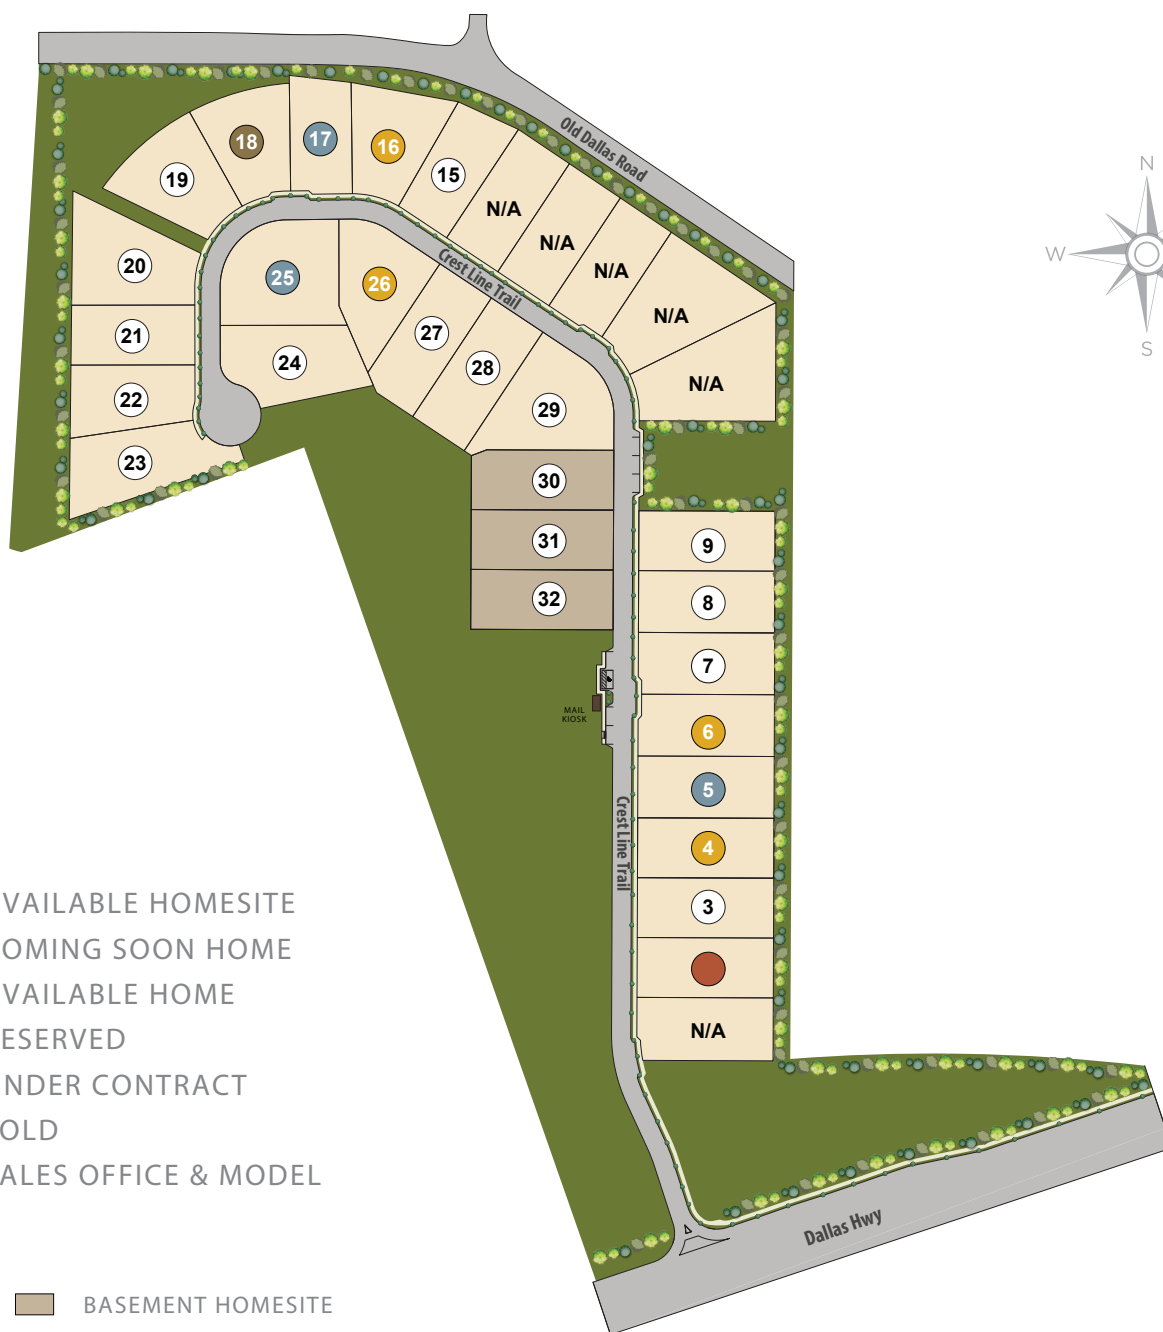 Old Dallas Road
N
W
S
18
17
16
15
19
N/A
N/A
N/A
N/A
N/A
20
25
26
Crest Line Trail
21
27
22
24
28
29
23
30
31
32
9
8
7
6
5
4
3
N/A
MAIL
KIOSK
Crest Line Trail
VAILABLE HOMESITE
OMING SOON HOME
VAILABLE HOME
ESERVED
NDER CONTRACT
OLD
ALES OFFICE & MODEL
BASEMENT HOMESITE
Dallas Hwy